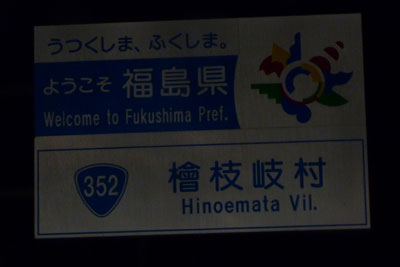 うつくしま、ふくしま。
ようこそ 福島県
Welcome to Fukushima Pref.
352
檜枝岐村
Hinoemata Vil.